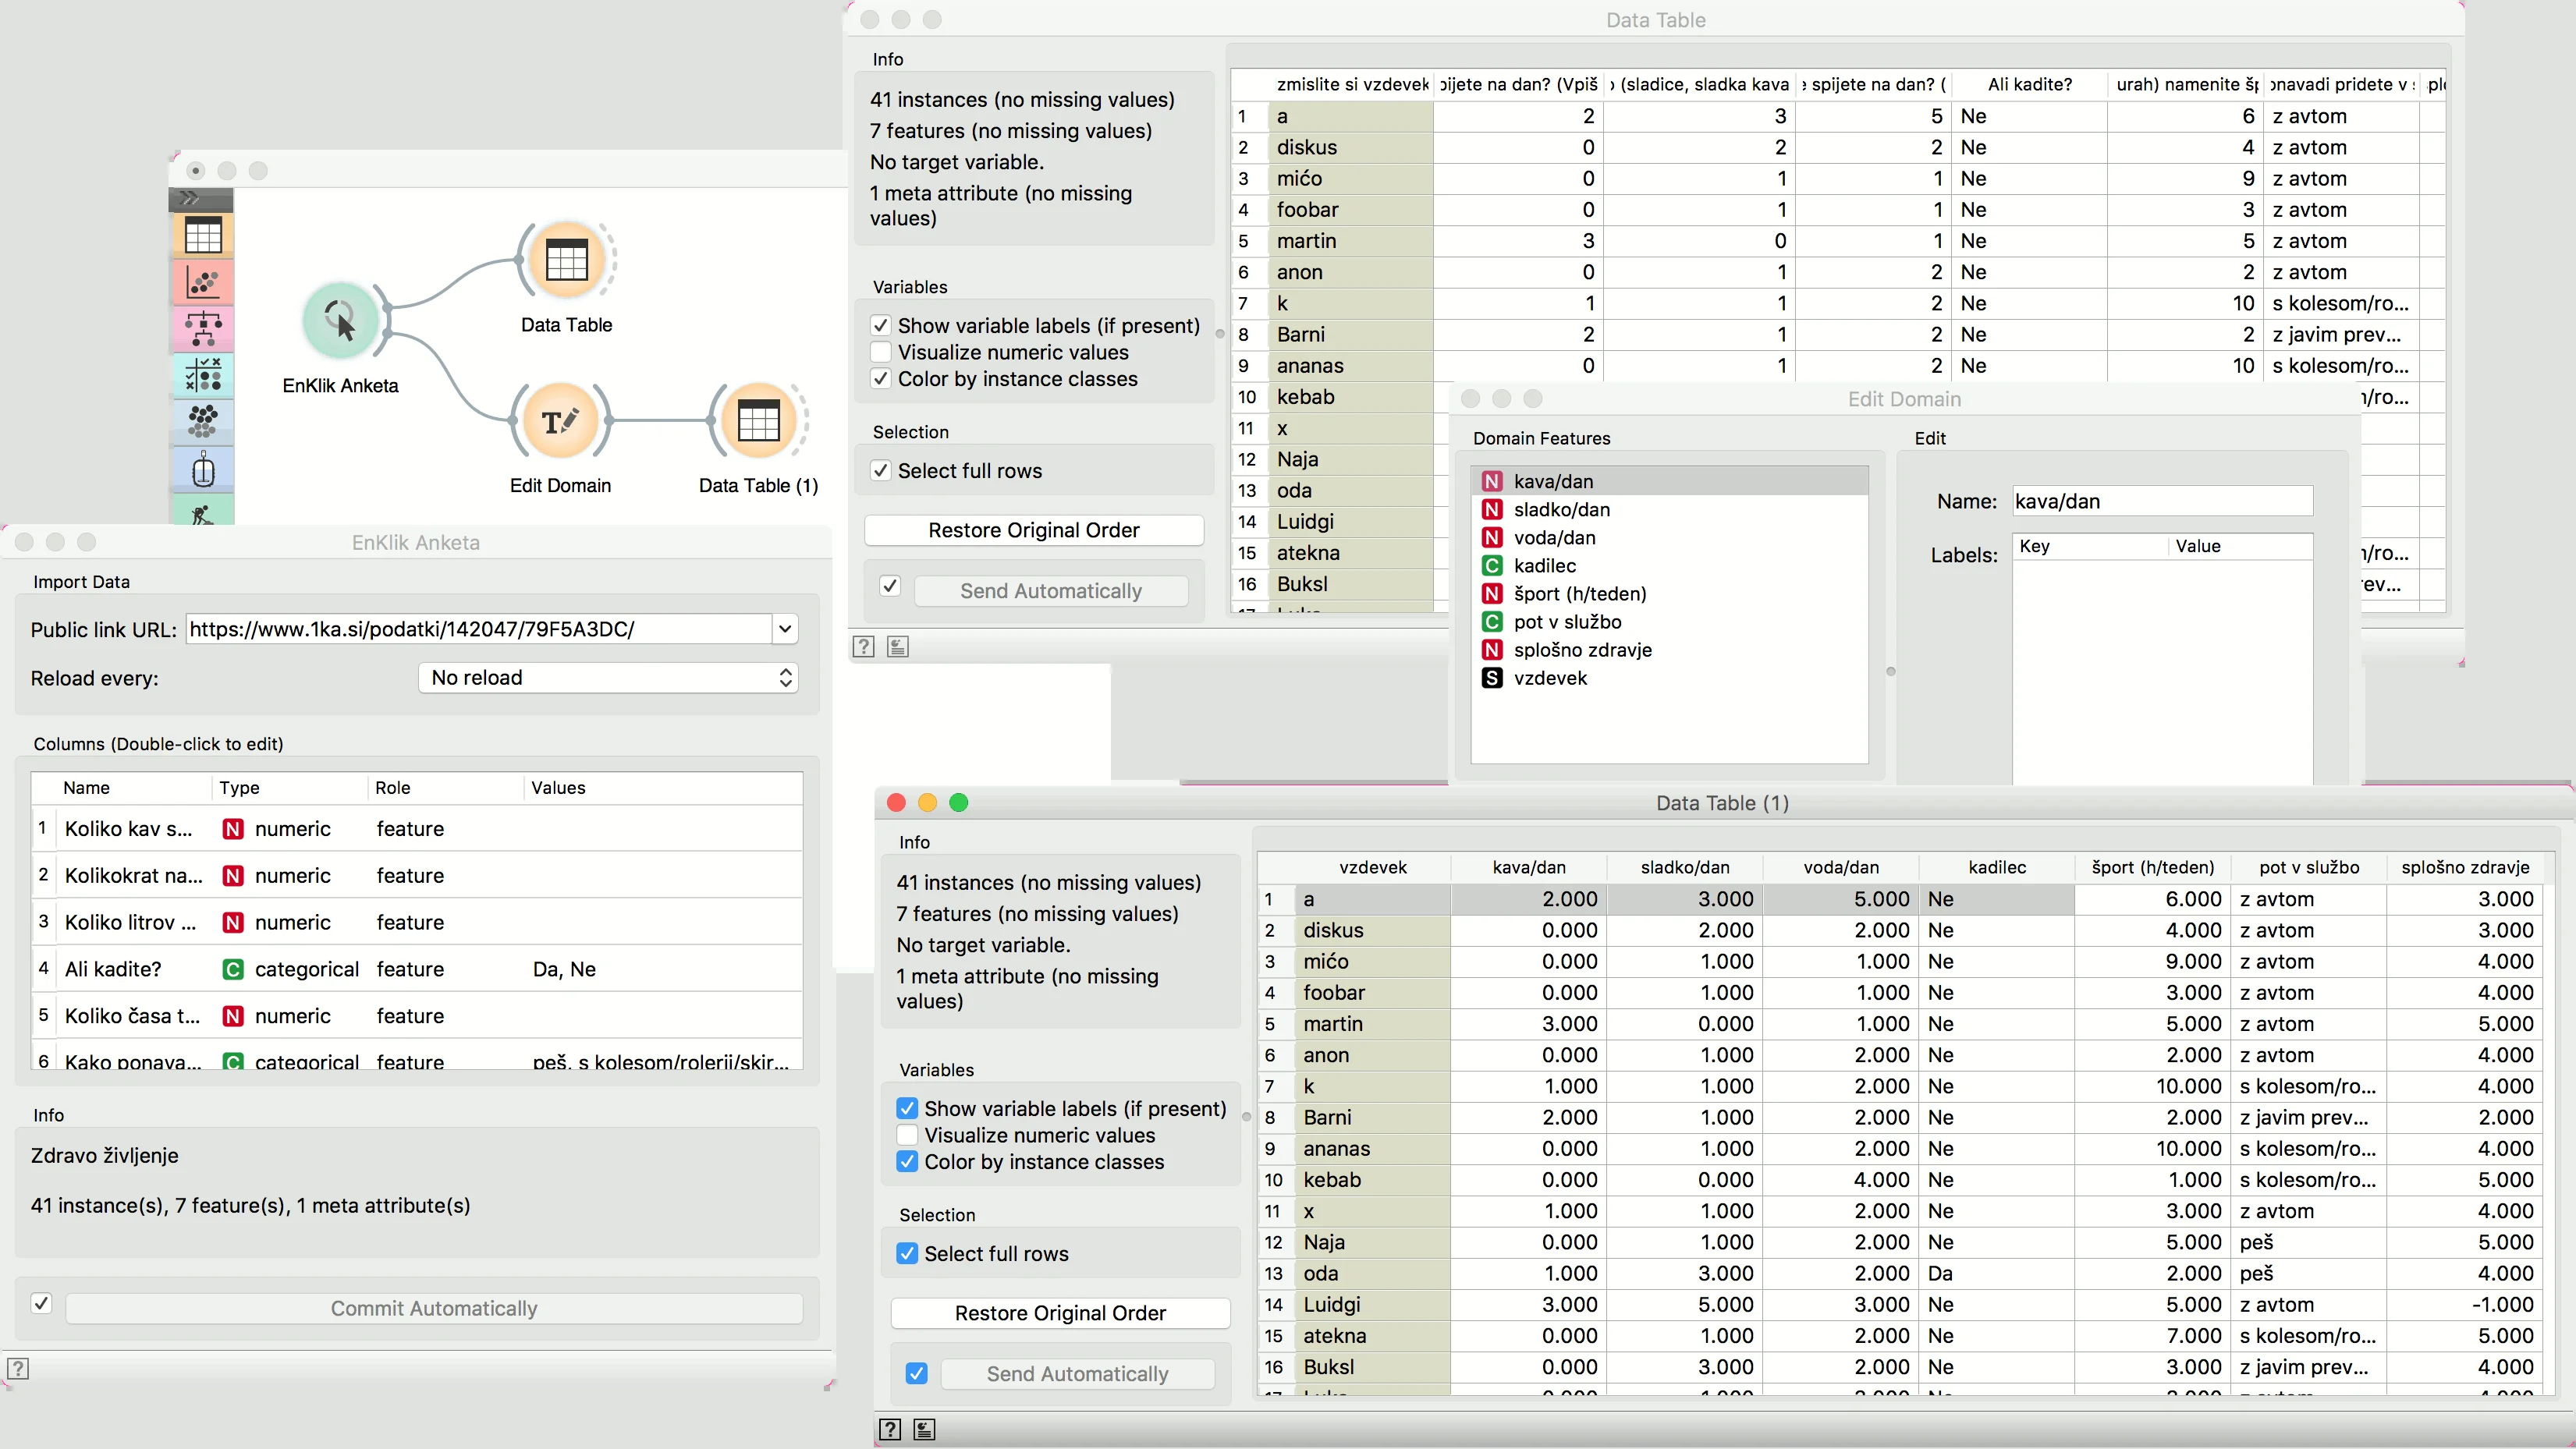 Data Table
Info
41 instances (no missing values)
7 features (no missing values)
No target variable.
1 meta attribute (no missing
values)
Variables
Show variable labels (if present)
Visualize numeric values
Color by instance classes
Selection
Select full rows
Restore Original Order
Send Automatically
zmislite si vzdevek (Vpiš na dan? (sladice, sladka kava spijete na dan? ( Ali kadite? urah) namenite
1 a 2 3 5 Ne 6 z avtom
2 diskus 0 2 2 Ne 4 z avtom
3 mićo 0 1 1 Ne 9 z avtom
4 foobar 0 1 1 Ne 3 z avtom
5 martin 3 0 1 Ne 5 z avtom
6 anon 0 1 2 Ne 2 z avtom
7 k 1 1 2 Ne 10 s kolesom/ro...
8 Barni 2 1 2 Ne 2 z javim prev...
9 ananas 0 1 2 Ne 10 s kolesom/ro...
10 kebab
11 x
12 Naja
13 oda
14 Luidgi
15 atekna
16 Buksl
Data Table
EnKlik Anketa
Edit Domain
Data Table (1)
Edit Domain
Domain Features
N kava/dan
N sladko/dan
N voda/dan
C kadilec
N šport (h/teden)
C pot v službo
N splošno zdravje
S vzdevek
Edit
Name: kava/dan
Labels: Key Value
EnKlik Anketa
Import Data
Public link URL: https://www.1ka.si/podatki/142047/79F5A3DC/
Reload every: No reload
Columns (Double-click to edit)
Name Type Role Values
1 Koliko kav s... N numeric feature
2 Kolikokrat na... N numeric feature
3 Koliko litrov ... N numeric feature
4 Ali kadite? C categorical feature Da, Ne
5 Koliko časa t... N numeric feature
6 Kako ponava... C categorical feature peš, s kolesom/rolerji/skir...
Info
Zdravo življenje
41 instance(s), 7 feature(s), 1 meta attribute(s)
Commit Automatically
Data Table (1)
Info
41 instances (no missing values)
7 features (no missing values)
No target variable.
1 meta attribute (no missing
values)
Variables
Show variable labels (if present)
Visualize numeric values
Color by instance classes
Selection
Select full rows
Restore Original Order
Send Automatically
vzdevek kava/dan sladko/dan voda/dan kadilec šport (h/teden) pot v službo splošno zdravje
1 a 2.000 3.000 5.000 Ne 6.000 z avtom 3.000
2 diskus 0.000 2.000 2.000 Ne 4.000 z avtom 3.000
3 mićo 0.000 1.000 1.000 Ne 9.000 z avtom 4.000
4 foobar 0.000 1.000 1.000 Ne 3.000 z avtom 4.000
5 martin 3.000 0.000 1.000 Ne 5.000 z avtom 5.000
6 anon 0.000 1.000 2.000 Ne 2.000 z avtom 4.000
7 k 1.000 1.000 2.000 Ne 10.000 s kolesom/ro... 4.000
8 Barni 2.000 1.000 2.000 Ne 2.000 z javim prev... 2.000
9 ananas 0.000 1.000 2.000 Ne 10.000 s kolesom/ro... 4.000
10 kebab 0.000 0.000 4.000 Ne 1.000 s kolesom/ro... 5.000
11 x 1.000 1.000 2.000 Ne 3.000 z avtom 4.000
12 Naja 0.000 1.000 2.000 Ne 5.000 peš 5.000
13 oda 1.000 3.000 2.000 Da 2.000 peš 4.000
14 Luidgi 3.000 5.000 3.000 Ne 5.000 z avtom -1.000
15 atekna 0.000 1.000 2.000 Ne 7.000 s kolesom/ro... 5.000
16 Buksl 0.000 3.000 2.000 Ne 3.000 z javim prev... 4.000